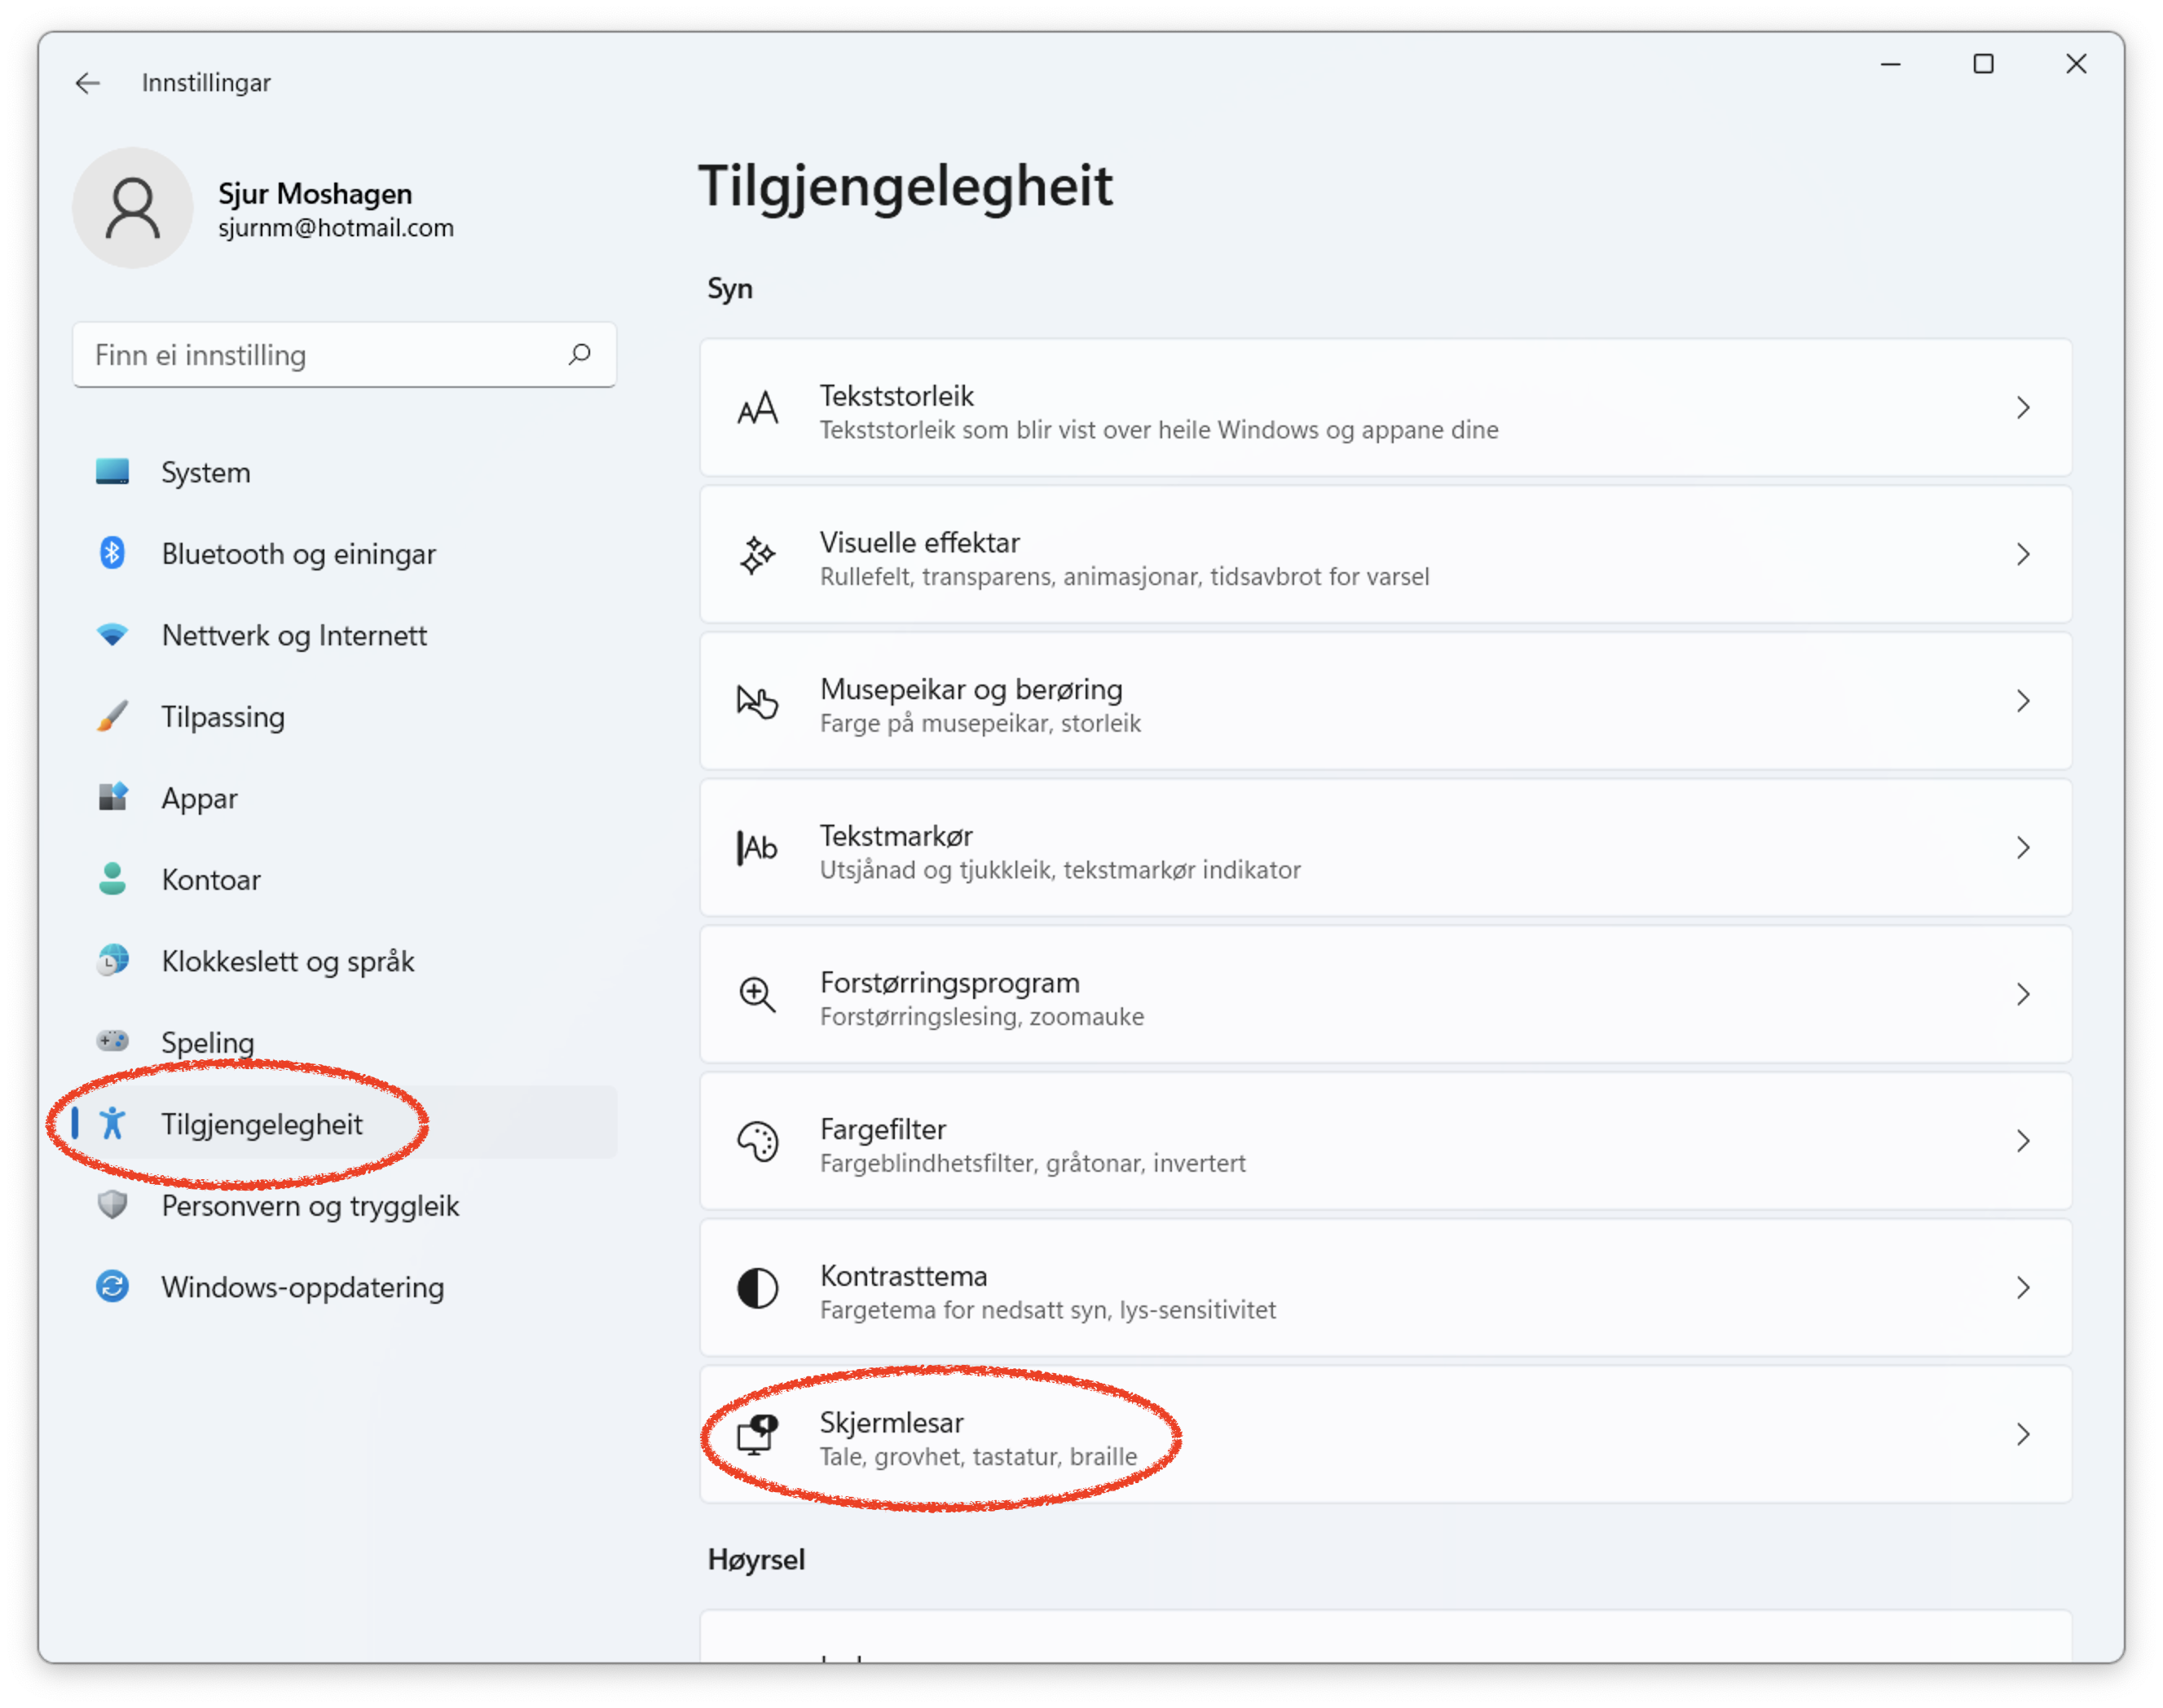 Innstillingar
Sjur Moshagen
sjurnm@hotmail.com
Finn ei innstilling
System
Bluetooth og einingar
Nettverk og Internett
Tilpassing
Appar
Kontoar
Klokkeslett og språk
Speling
Tilgjengelegheit
Personvern og tryggleik
Windows-oppdatering
Tilgjengelegheit
Syn
Tekststorleik
Tekststorleik som blir vist over heile Windows og appane dine
Visuelle effektar
Rullefelt, transparens, animasjonar, tidsavbrot for varsel
Musepeikar og berøring
Farge på musepeikar, storleik
Tekstmarkør
Utsjånad og tjukkleik, tekstmarkør indikator
Forstørringsprogram
Forstørringslesing, zoomauke
Fargefilter
Fargeblindhetsfilter, gråtonar, invertert
Kontrasttema
Fargetema for nedsatt syn, lys-sensitivitet
Skjermlesar
Tale, grovhet, tastatur, braille
Høyrsel